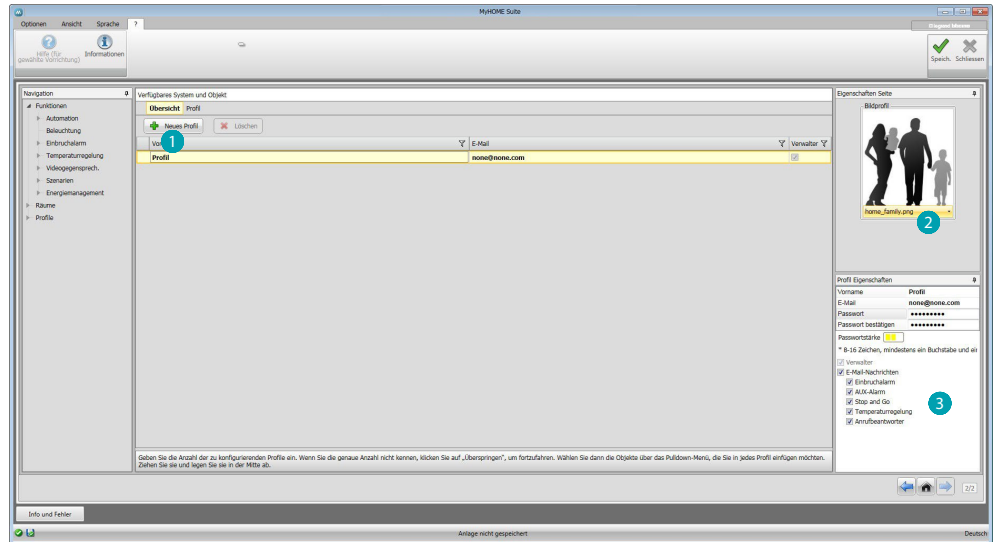 MyHOME Suite
Optionen Ansicht Sprache ?
Hilfe (für gewählte Vorrichtung)
Informationen
Speich. Schliessen
Navigation
Funktionen
Automation
Beleuchtung
Einbruchalarm
Temperaturregelung
Videogegensprech.
Szenarien
Energiemanagement
Räume
Profile
Verfügbares System und Objekt
Übersicht Profil
Neues Profil Löschen
1
E-Mail Verwalter
Profil none@none.com
Geben Sie die Anzahl der zu konfigurierenden Profile ein. Wenn Sie die genaue Anzahl nicht kennen, klicken Sie auf „Überspringen", um fortzufahren. Wählen Sie dann die Objekte über das Pulldown-Menü, die Sie in jedes Profil einfügen möchten.
Ziehen Sie sie und legen Sie sie in der Mitte ab.
Eigenschaften Seite
Bildprofil
home_family.png
2
Profil Eigenschaften
Vorname Profil
E-Mail none@none.com
Passwort •••••••••
Passwort bestätigen •••••••••
Passwortstärke
* 8-16 Zeichen, mindestens ein Buchstabe und ei
Verwalter
E-Mail-Nachrichten
Einbruchalarm
AUX-Alarm
Stop and Go
Temperaturregelung
Anrufbeantworter
3
2/2
Info und Fehler
Anlage nicht gespeichert
Deutsch